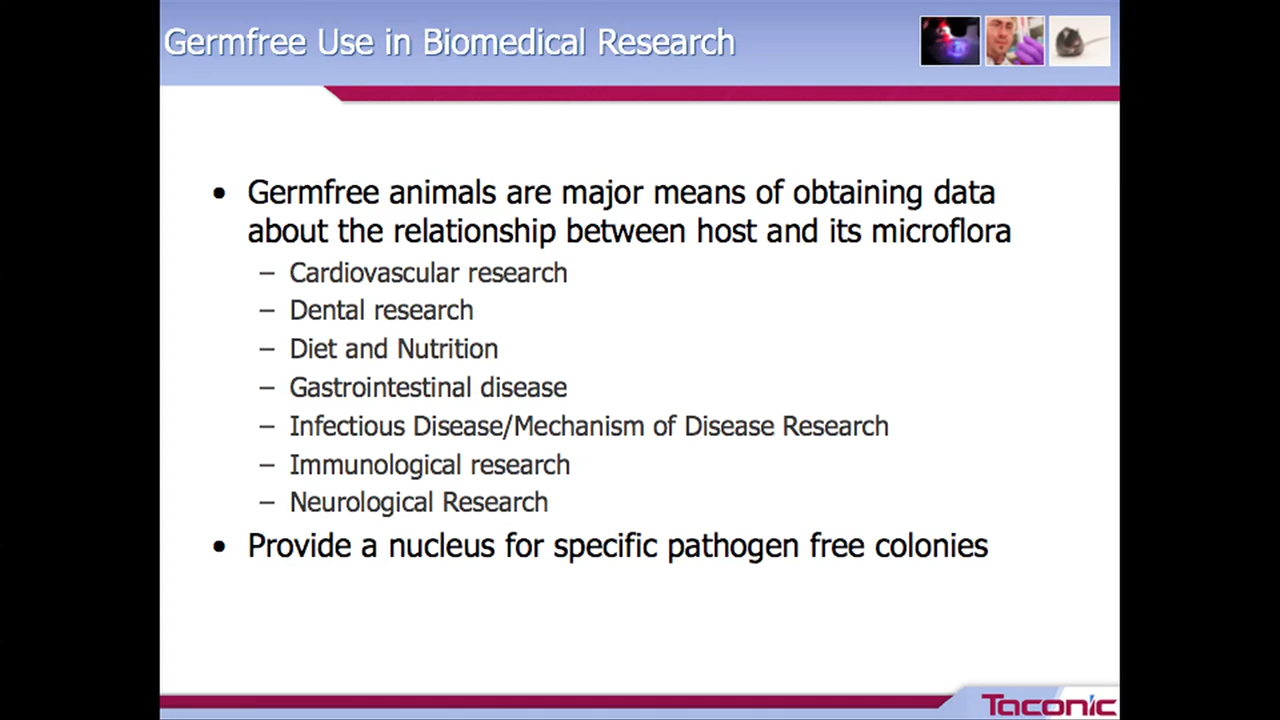 Germfree Use in Biomedical Research
• Germfree animals are major means of obtaining data
about the relationship between host and its microflora
– Cardiovascular research
– Dental research
– Diet and Nutrition
– Gastrointestinal disease
– Infectious Disease/Mechanism of Disease Research
– Immunological research
– Neurological Research
• Provide a nucleus for specific pathogen free colonies
Taconic